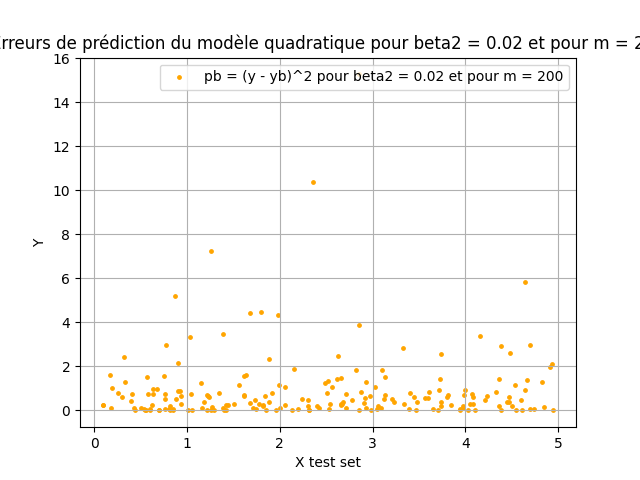 rreurs de prédiction du modèle quadratique pour beta2 = 0.02 et pour m = 2
pb = (y - yb)^2 pour beta2 = 0.02 et pour m = 200
16
14
12
10
8
6
4
2
0
Y
0 1 2 3 4 5
X test set